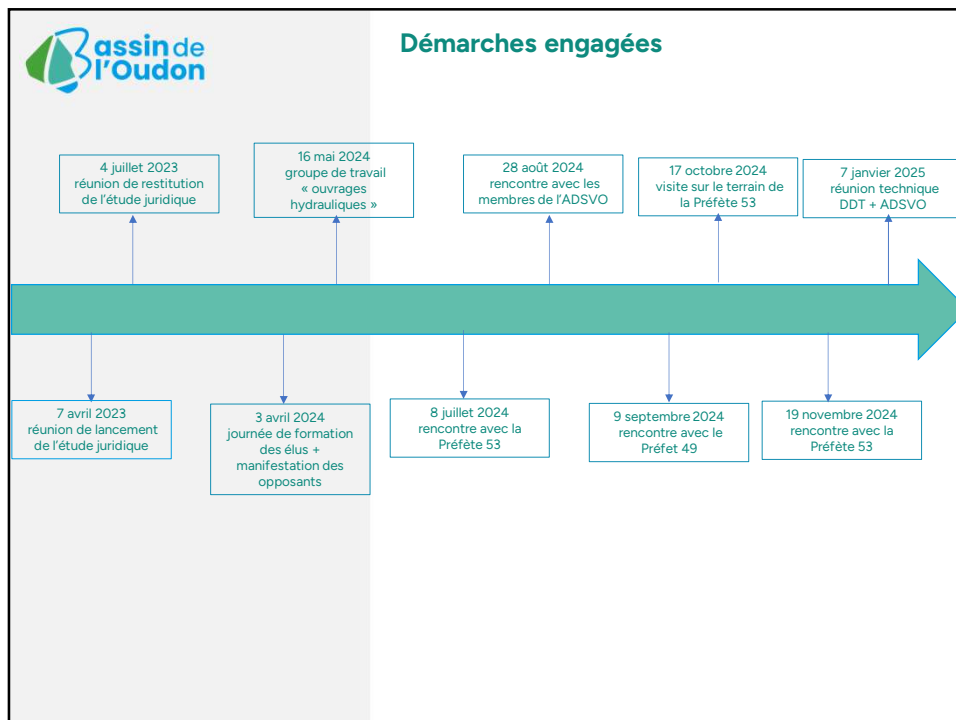 Bassin de
l'Oudon
Démarches engagées
4 juillet 2023
réunion de restitution
de l'étude juridique
16 mai 2024
groupe de travail
« ouvrages
hydrauliques »
28 août 2024
rencontre avec les
membres de l'ADSVO
17 octobre 2024
visite sur le terrain de
la Préfète 53
7 janvier 2025
réunion technique
DDT + ADSVO
7 avril 2023
réunion de lancement
de l'étude juridique
3 avril 2024
journée de formation
des élus +
manifestation des
opposants
8 juillet 2024
rencontre avec la
Préfète 53
9 septembre 2024
rencontre avec le
Préfet 49
19 novembre 2024
rencontre avec la
Préfète 53